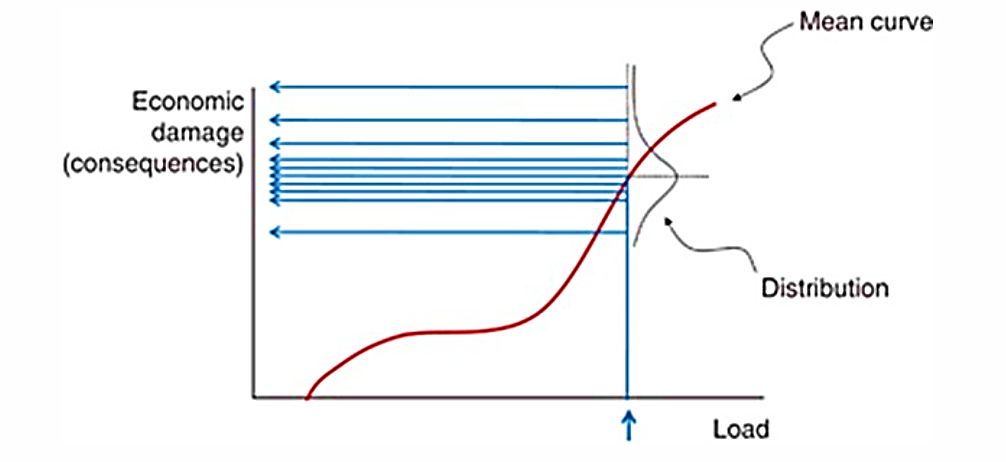 Mean curve
Economic
damage
(consequences)
Distribution
Load